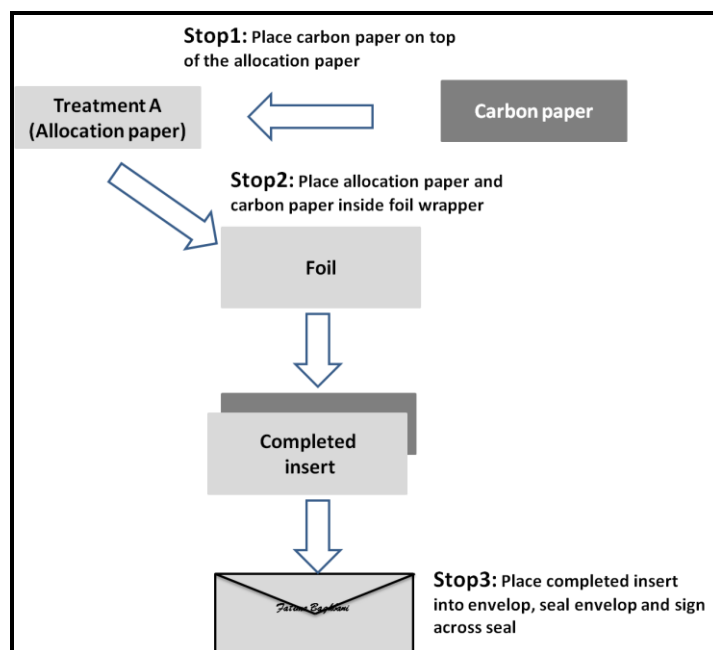 Stop1: Place carbon paper on top
of the allocation paper
Treatment A
(Allocation paper)
Carbon paper
Stop2: Place allocation paper and
carbon paper inside foil wrapper
Foil
Completed
insert
Stop3: Place completed insert
into envelop, seal envelop and sign
across seal
Fatima Baghbani